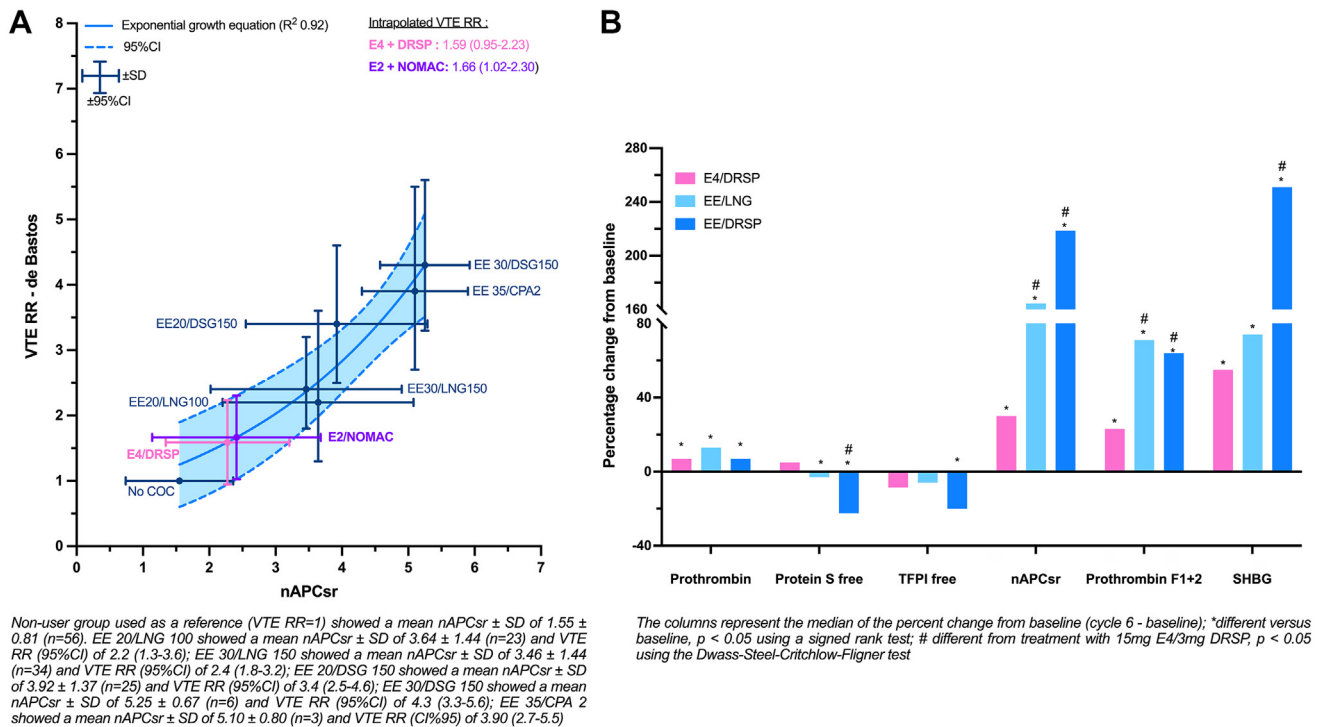 A
8
7
6
5
4
3
2
1
0
VTE RR - de Bastos
Exponential growth equation (R² 0.92)
95%CI
±SD
±95%CI
Intrapolated VTE RR :
E4 + DRSP : 1.59 (0.95-2.23)
E2 + NOMAC: 1.66 (1.02-2.30)
EE 30/DSG150
EE 35/CPA2
EE20/DSG150
EE30/LNG150
EE20/LNG100
E2/NOMAC
E4/DRSP
No COC
0 1 2 3 4 5 6 7
nAPCsr
Non-user group used as a reference (VTE RR=1) showed a mean nAPCsr ± SD of 1.55 ±
0.81 (n=56). EE 20/LNG 100 showed a mean nAPCsr ± SD of 3.64 ± 1.44 (n=23) and VTE
RR (95%CI) of 2.2 (1.3-3.6); EE 30/LNG 150 showed a mean nAPCsr ± SD of 3.46 ± 1.44
(n=34) and VTE RR (95%CI) of 2.4 (1.8-3.2); EE 20/DSG 150 showed a mean nAPCsr ± SD
of 3.92 ± 1.37 (n=25) and VTE RR (95%CI) of 3.4 (2.5-4.6); EE 30/DSG 150 showed a mean
nAPCsr ± SD of 5.25 ± 0.67 (n=6) and VTE RR (95%CI) of 4.3 (3.3-5.6); EE 35/CPA 2
showed a mean nAPCsr ± SD of 5.10 ± 0.80 (n=3) and VTE RR (CI%95) of 3.90 (2.7-5.5)
B
280
240
200
160
80
40
0
-40
Percentage change from baseline
E4/DRSP
EE/LNG
EE/DRSP
* * *
* # *
*
* # * # *
* # * # *
* * # *
Prothrombin Protein S free TFPI free nAPCsr Prothrombin F1+2 SHBG
The columns represent the median of the percent change from baseline (cycle 6 - baseline); *different versus
baseline, p < 0.05 using a signed rank test; # different from treatment with 15mg E4/3mg DRSP, p < 0.05
using the Dwass-Steel-Critchlow-Fligner test